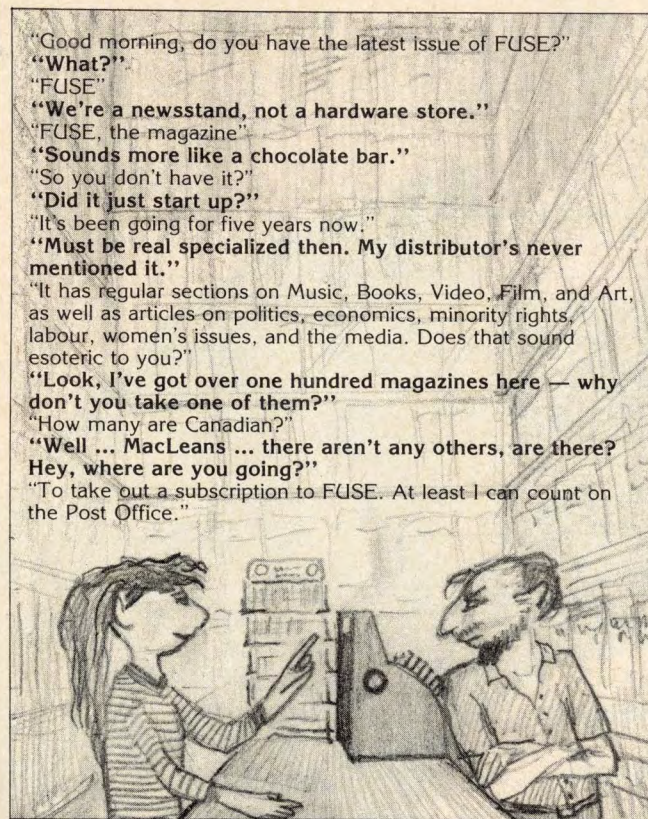 “Good morning, do you have the latest issue of FUSE?”
“What?”
“FUSE”
“We’re a newsstand, not a hardware store.”
“FUSE, the magazine”
“Sounds more like a chocolate bar.”
“So you don’t have it?”
“Did it just start up?”
“It’s been going for five years now.”
“Must be real specialized then. My distributor’s never
mentioned it.”
“It has regular sections on Music, Books, Video, Film, and Art,
as well as articles on politics, economics, minority rights,
labour, women’s issues, and the media. Does that sound
esoteric to you?”
“Look, I’ve got over one hundred magazines here — why
don’t you take one of them?”
“How many are Canadian?”
“Well ... MacLeans ... there aren’t any others, are there?
Hey, where are you going?”
“To take out a subscription to FUSE. At least I can count on
the Post Office.”